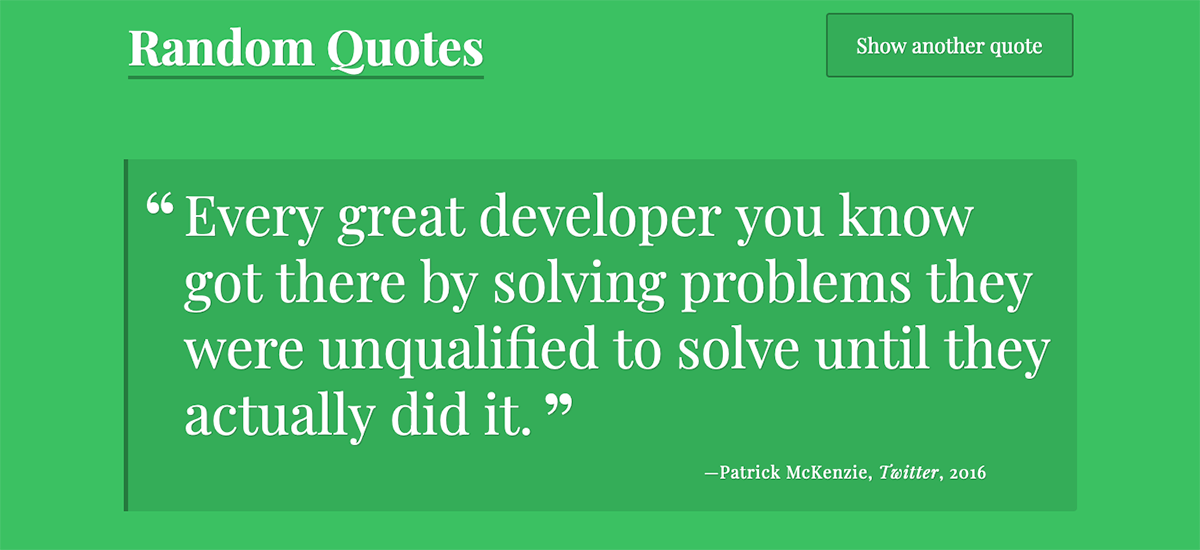 Random Quotes
Show another quote
“ Every great developer you know
got there by solving problems they
were unqualified to solve until they
actually did it. ”
—Patrick McKenzie, Twitter, 2016